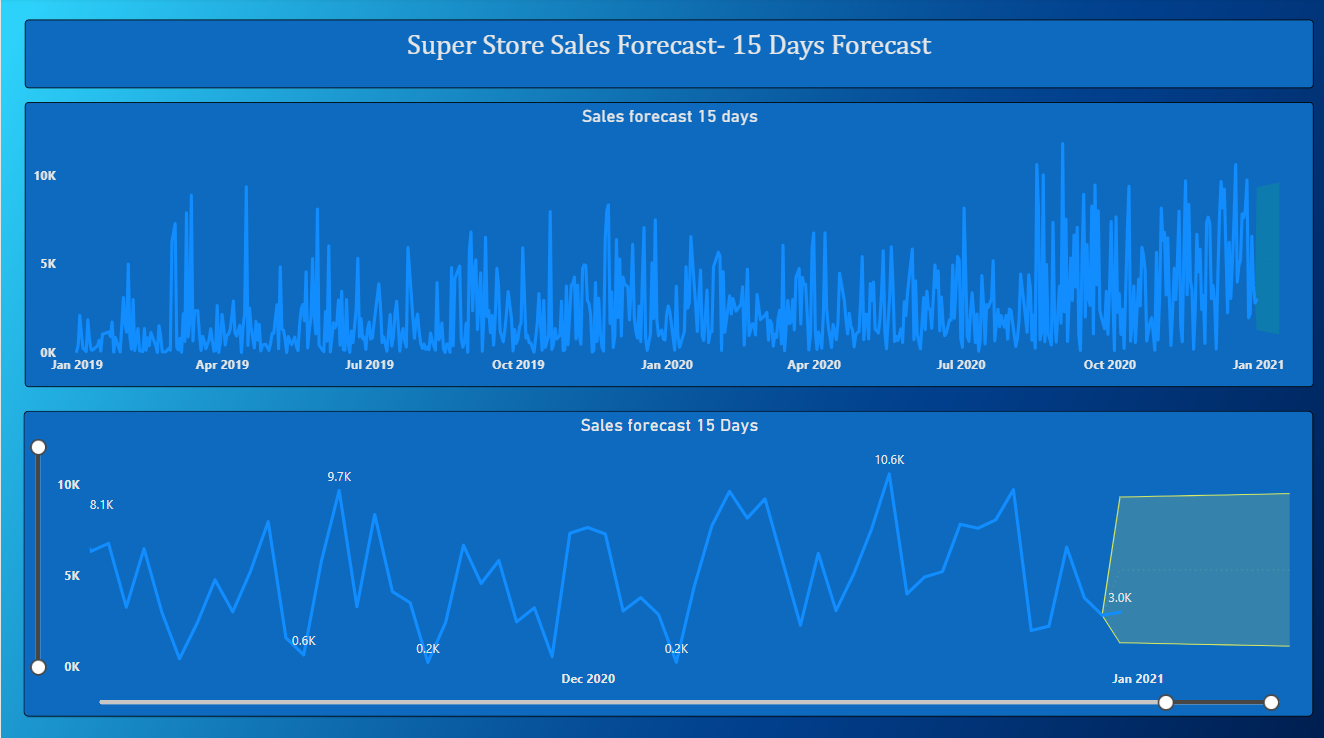 Super Store Sales Forecast- 15 Days Forecast
Sales forecast 15 days
10K
5K
0K
Jan 2019 Apr 2019 Jul 2019 Oct 2019 Jan 2020 Apr 2020 Jul 2020 Oct 2020 Jan 2021
Sales forecast 15 Days
10.6K
9.7K
10K
8.1K
5K
3.0K
0.6K
0.2K 0.2K
0K
Dec 2020 Jan 2021